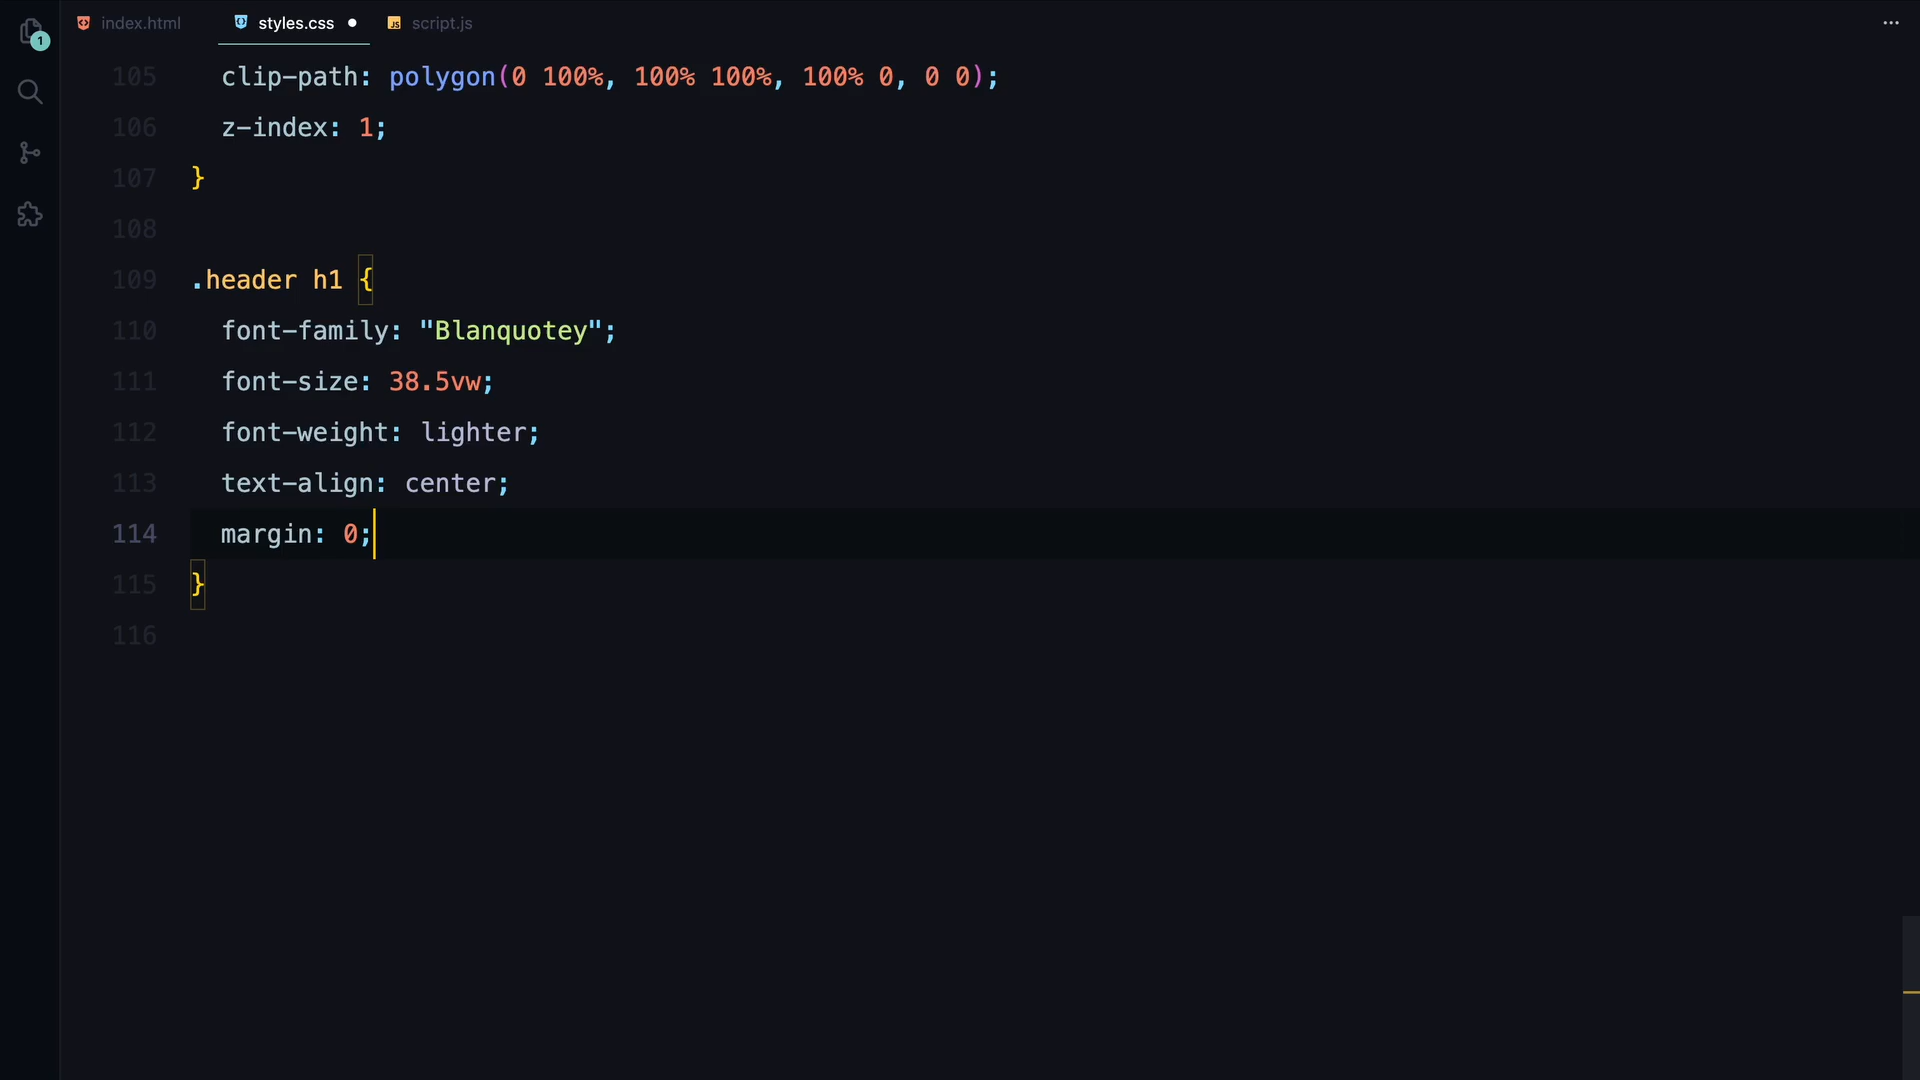 index.html styles.css script.js
1
105 clip-path: polygon(0 100%, 100% 100%, 100% 0, 0 0);
106 z-index: 1;
107 }
108
109 .header h1 {
110 font-family: "Blanquotey";
111 font-size: 38.5vw;
112 font-weight: lighter;
113 text-align: center;
114 margin: 0;
115 }
116